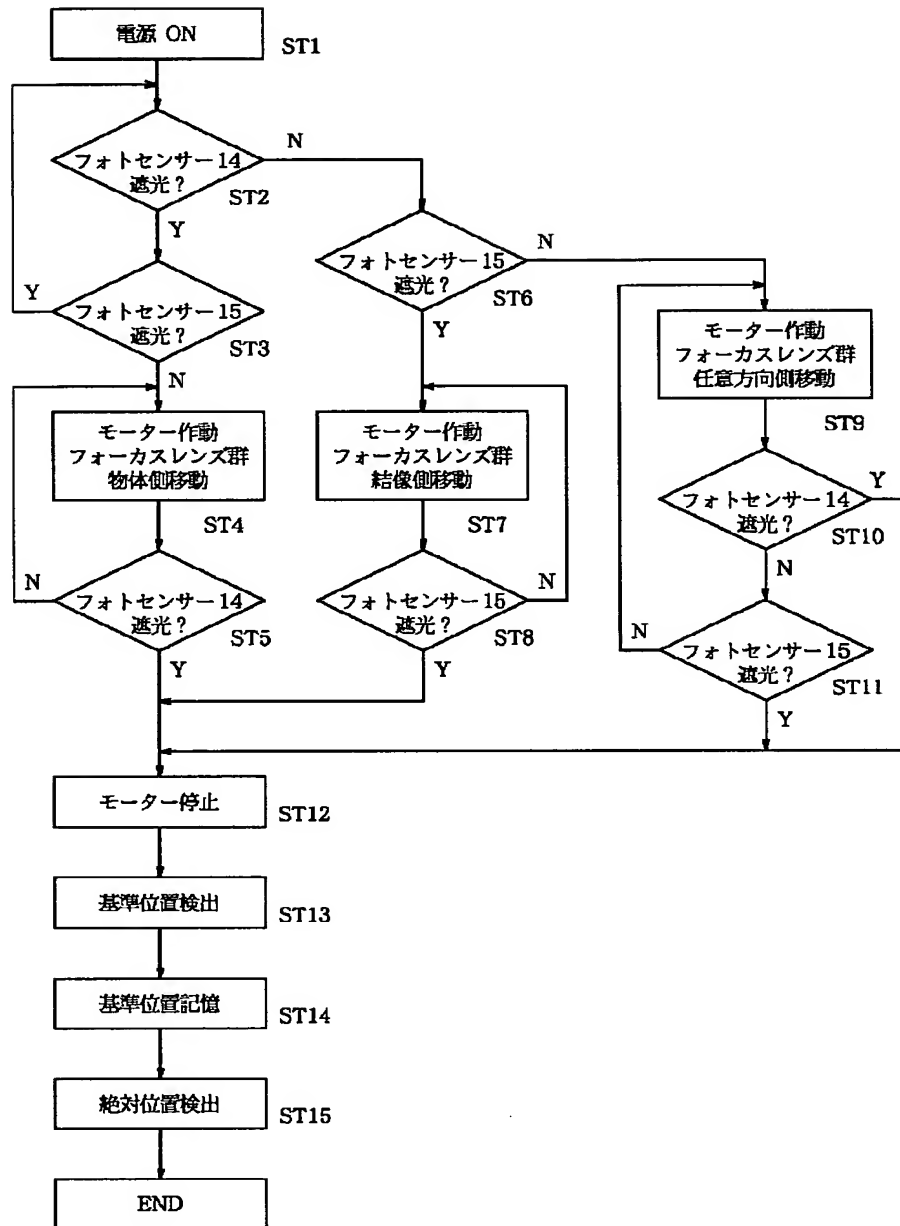 電源 ON
ST1
フォトセンサー14
遮光？
ST2
N
Y
フォトセンサー15
遮光？
ST3
Y
N
モーター作動
フォーカスレンズ群
物体側移動
ST4
フォトセンサー14
遮光？
ST5
N
Y
フォトセンサー15
遮光？
ST6
N
Y
モーター作動
フォーカスレンズ群
結像側移動
ST7
フォトセンサー15
遮光？
ST8
N
Y
モーター作動
フォーカスレンズ群
任意方向側移動
ST9
フォトセンサー14
遮光？
ST10
Y
N
フォトセンサー15
遮光？
ST11
N
Y
モーター停止
ST12
基準位置検出
ST13
基準位置記憶
ST14
絶対位置検出
ST15
END